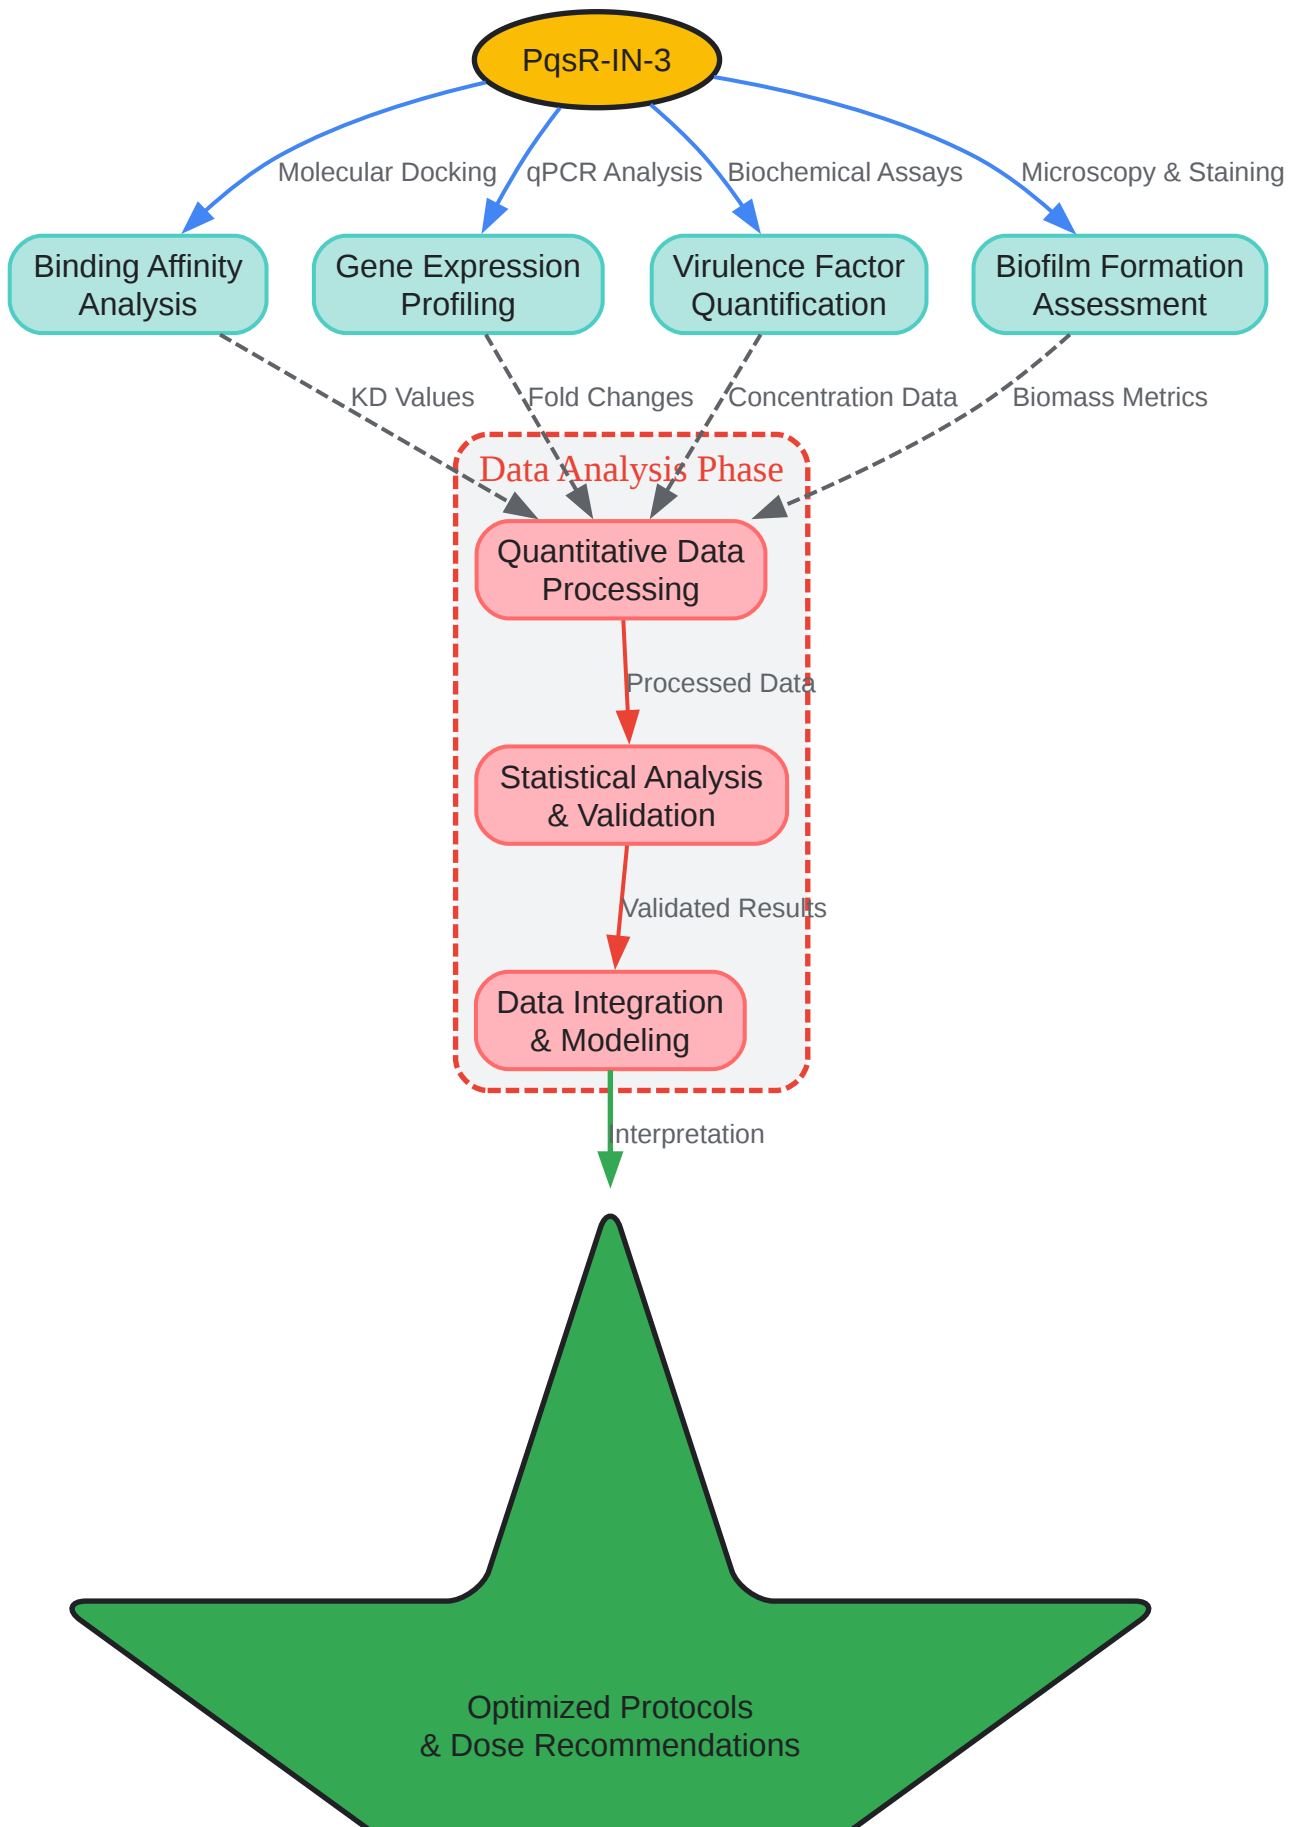 PqsR-IN-3
Molecular Docking
qPCR Analysis
Biochemical Assays
Microscopy & Staining
Binding Affinity
Analysis
Gene Expression
Profiling
Virulence Factor
Quantification
Biofilm Formation
Assessment
KD Values
Fold Changes
Concentration Data
Biomass Metrics
Data Analysis Phase
Quantitative Data
Processing
Processed Data
Statistical Analysis
& Validation
Validated Results
Data Integration
& Modeling
Interpretation
Optimized Protocols
& Dose Recommendations